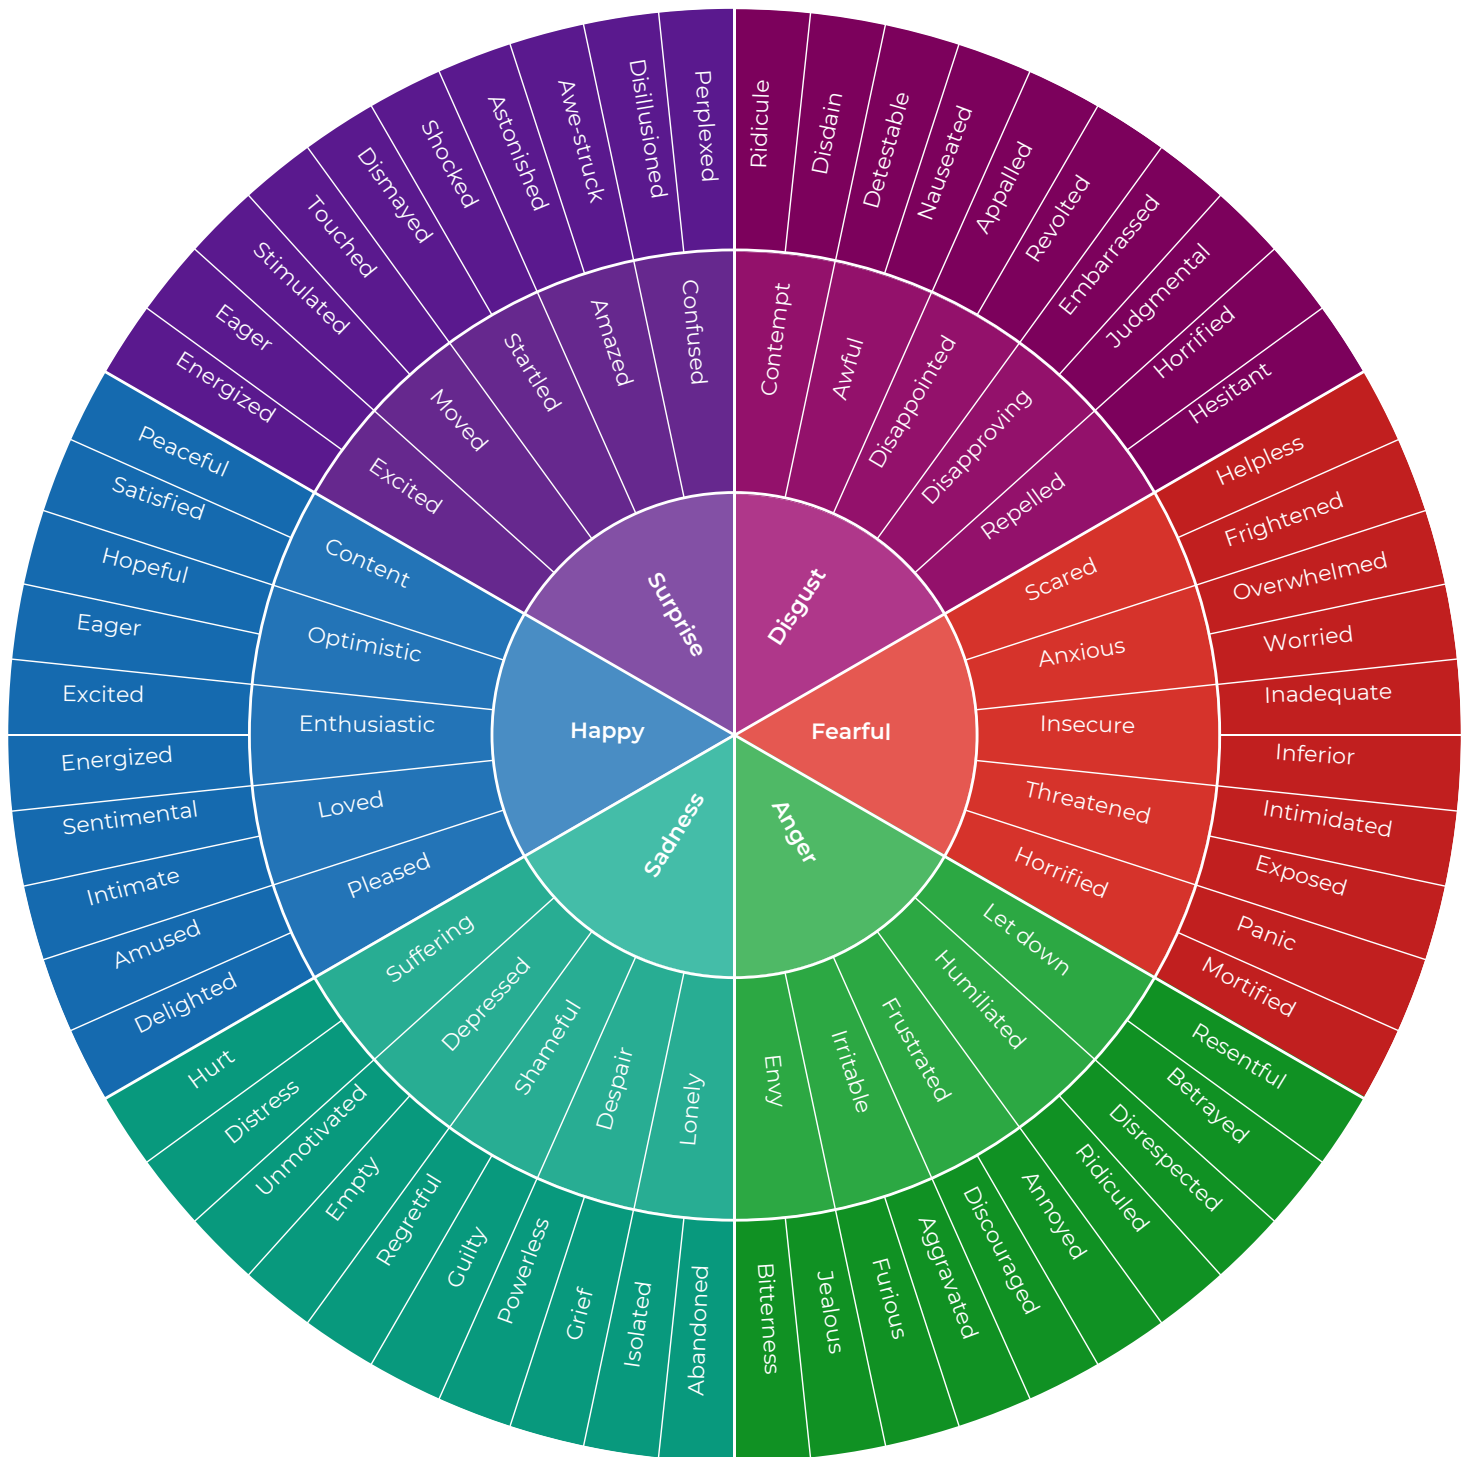 Surprise
Disgust
Fearful
Anger
Sadness
Happy
Contempt
Awful
Disappointed
Disapproving
Repelled
Scared
Anxious
Insecure
Threatened
Horrified
Let down
Humiliated
Frustrated
Irritable
Envy
Lonely
Despair
Shameful
Depressed
Suffering
Pleased
Loved
Enthusiastic
Optimistic
Content
Excited
Moved
Startled
Amazed
Confused
Ridicule
Disdain
Detestable
Nauseated
Appalled
Revolted
Embarrassed
Judgmental
Horrified
Hesitant
Helpless
Frightened
Overwhelmed
Worried
Inadequate
Inferior
Intimidated
Exposed
Panic
Mortified
Resentful
Betrayed
Disrespected
Ridiculed
Annoyed
Discouraged
Aggravated
Furious
Jealous
Bitterness
Abandoned
Isolated
Grief
Powerless
Guilty
Regretful
Empty
Unmotivated
Distress
Hurt
Delighted
Amused
Intimate
Sentimental
Energized
Excited
Eager
Hopeful
Satisfied
Peaceful
Energized
Eager
Stimulated
Touched
Dismayed
Shocked
Astonished
Awe-struck
Disillusioned
Perplexed